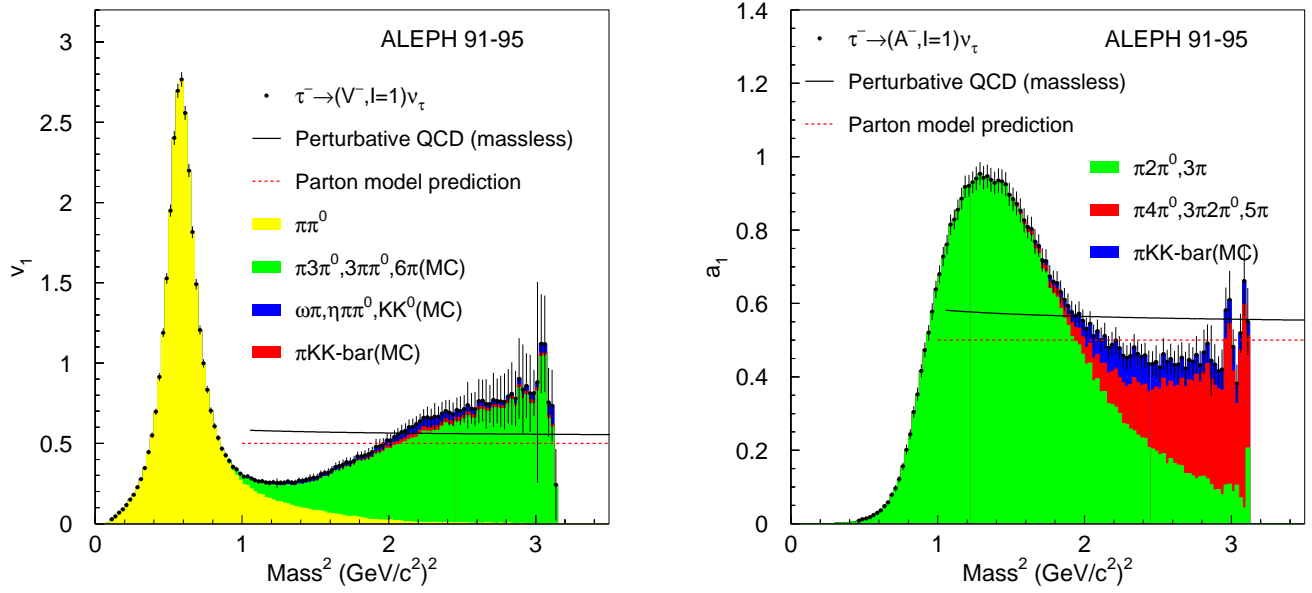 ALEPH 91-95
τ⁻→(V⁻,I=1)ν_τ
Perturbative QCD (massless)
Parton model prediction
ππ⁰
π3π⁰,3ππ⁰,6π(MC)
ωπ,ηππ⁰,KK⁰(MC)
πKK-bar(MC)
ν₁
3
2.5
2
1.5
1
0.5
0
0 1 2 3
Mass² (GeV/c²)²
τ⁻→(A⁻,I=1)ν_τ ALEPH 91-95
Perturbative QCD (massless)
Parton model prediction
π2π⁰,3π
π4π⁰,3π2π⁰,5π
πKK-bar(MC)
a₁
1.4
1.2
1
0.8
0.6
0.4
0.2
0
0 1 2 3
Mass² (GeV/c²)²